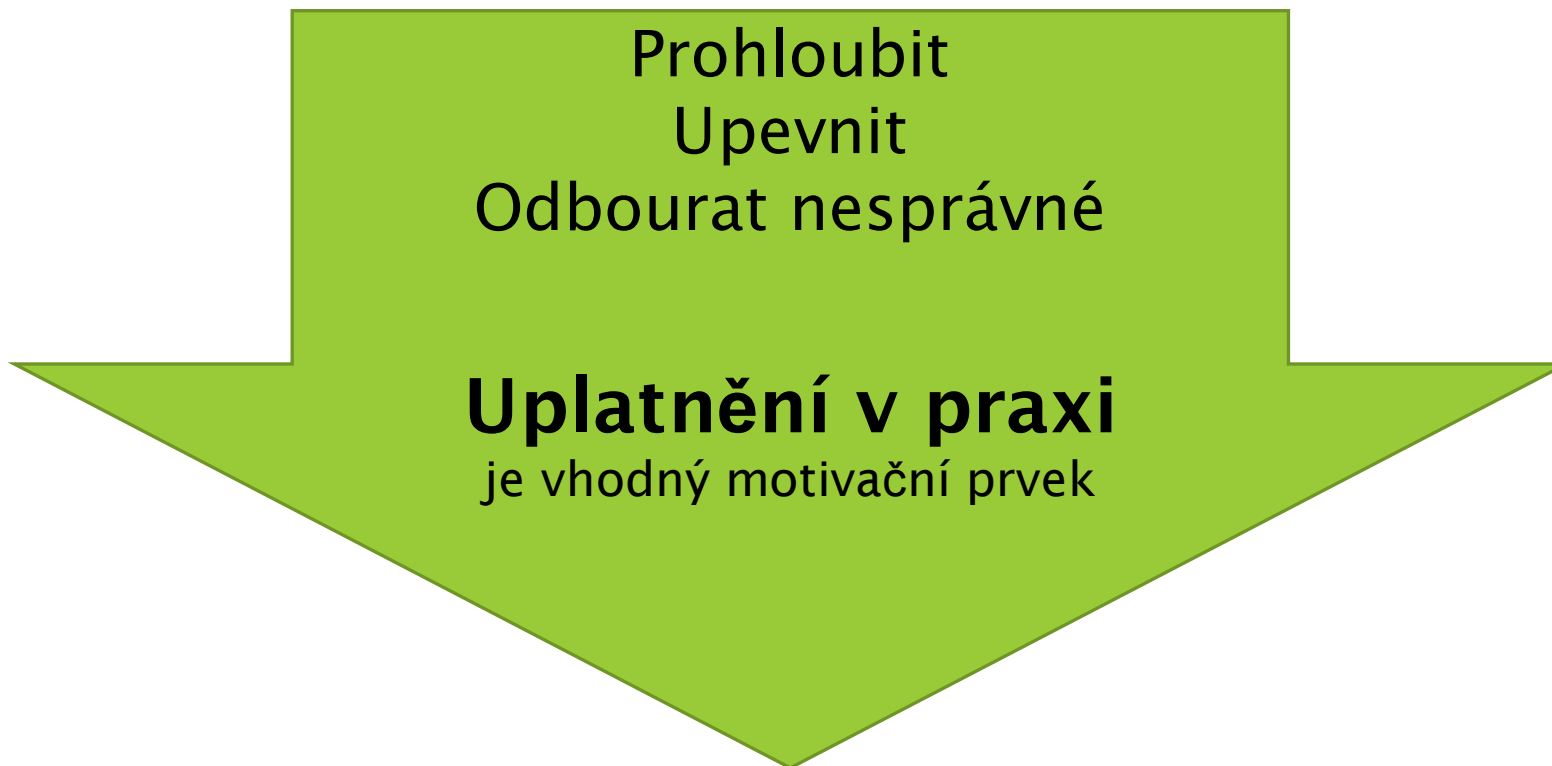 Prohloubit
Upevnit
Odbourat nesprávné
Uplatnění v praxi
je vhodný motivační prvek